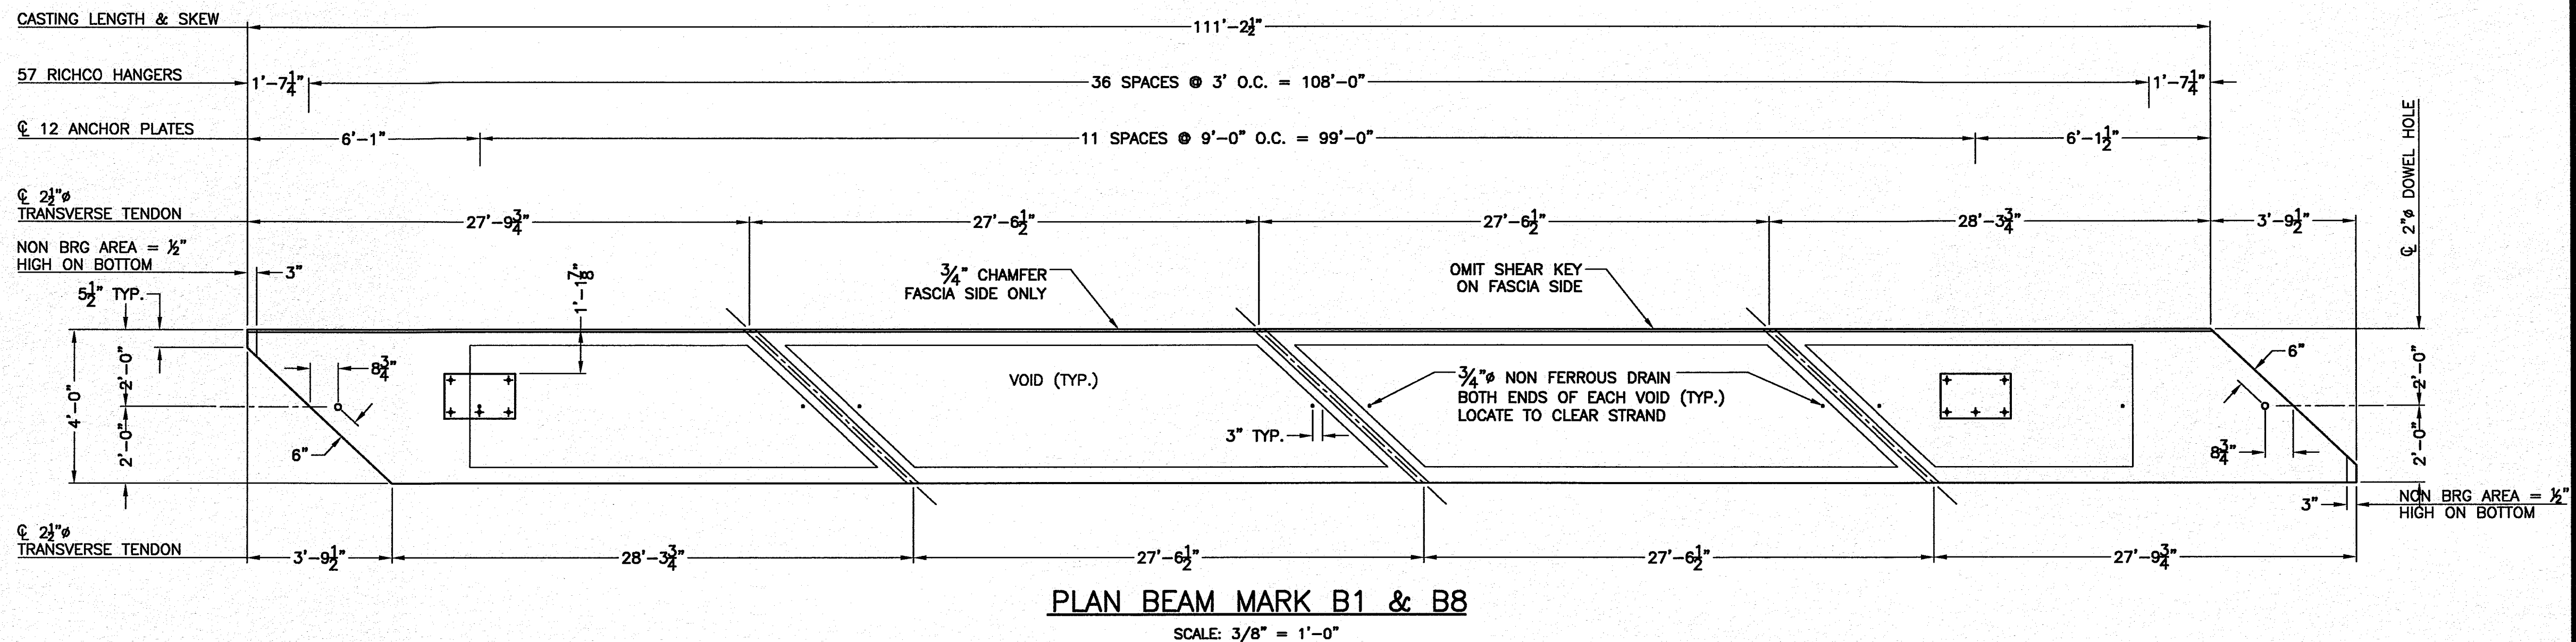 CASTING LENGTH & SKEW
111'-2½"
57 RICHCO HANGERS
1'-7¼"
36 SPACES @ 3' O.C. = 108'-0"
1'-7¼"
℄ 12 ANCHOR PLATES
6'-1"
11 SPACES @ 9'-0" O.C. = 99'-0"
6'-1½"
℄ 2"ø DOWEL HOLE
℄ 2½"ø
TRANSVERSE TENDON
27'-9¾"
27'-6½"
27'-6½"
28'-3¾"
3'-9½"
NON BRG AREA = ½"
HIGH ON BOTTOM
3"
5½" TYP.
1'-1⅞"
¾" CHAMFER
FASCIA SIDE ONLY
OMIT SHEAR KEY
ON FASCIA SIDE
4'-0"
2'-0"
2'-0"
8¾"
6"
VOID (TYP.)
¾"ø NON FERROUS DRAIN
BOTH ENDS OF EACH VOID (TYP.)
LOCATE TO CLEAR STRAND
3" TYP.
6"
8¾"
2'-0"
2'-0"
3"
NON BRG AREA = ½"
HIGH ON BOTTOM
℄ 2½"ø
TRANSVERSE TENDON
3'-9½"
28'-3¾"
27'-6½"
27'-6½"
27'-9¾"
PLAN BEAM MARK B1 & B8
SCALE: 3/8" = 1'-0"